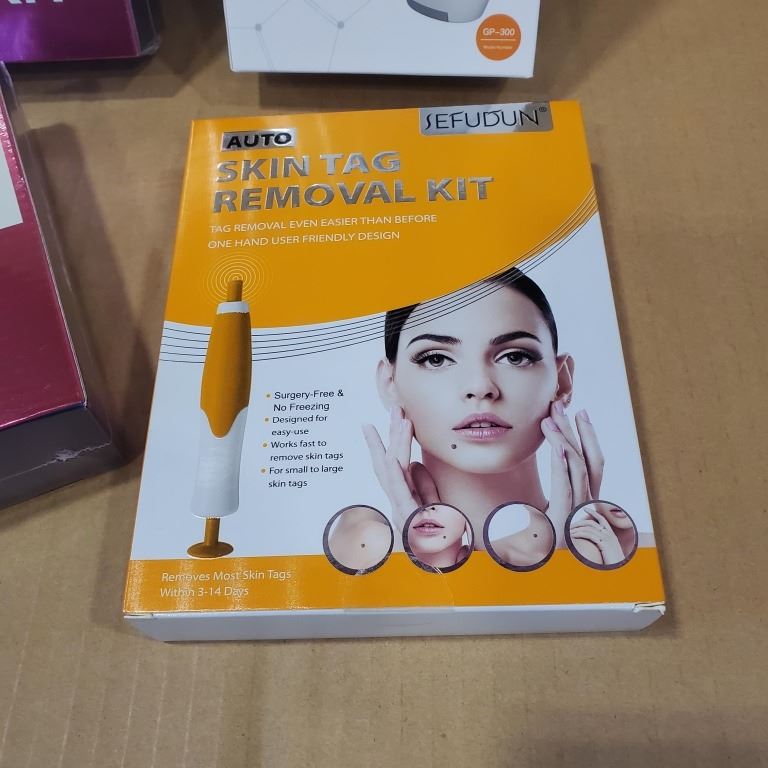 GP-300
Model Number
SEFUDUN®
AUTO
SKIN TAG
REMOVAL KIT
TAG REMOVAL EVEN EASIER THAN BEFORE
ONE HAND USER FRIENDLY DESIGN
• Surgery-Free &
No Freezing
• Designed for
easy-use
• Works fast to
remove skin tags
• For small to large
skin tags
Removes Most Skin Tags
Within 3-14 Days